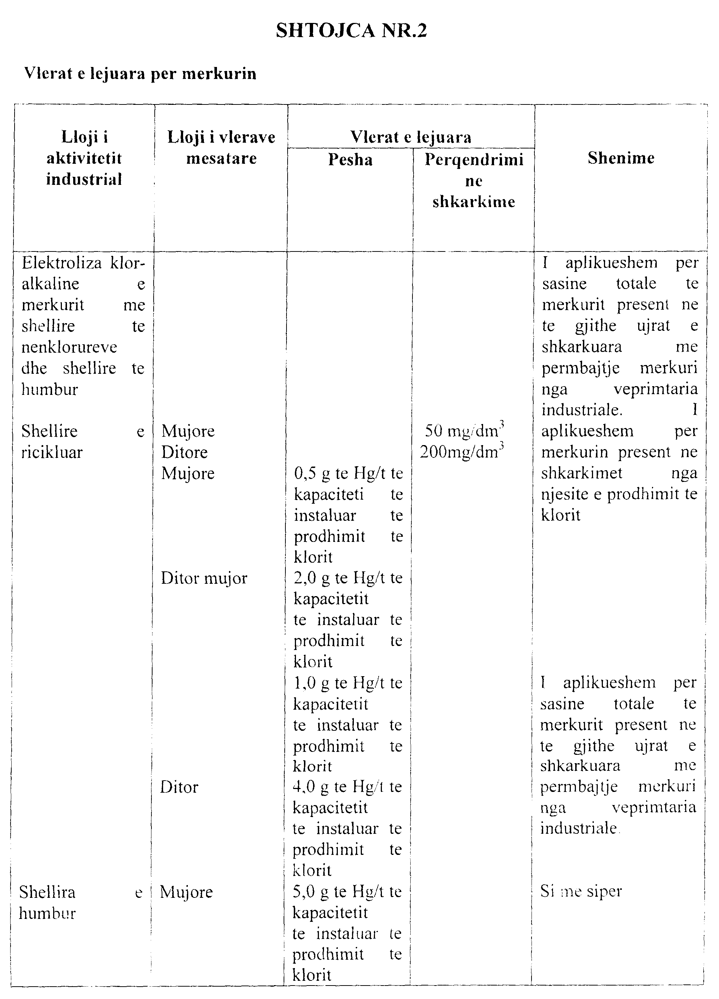 SHTOJCA NR.2
Vlerat e lejuara per merkurin
Lloji i
aktivitetit
industrial
Lloji i vlerave
mesatare
Vlerat e lejuara
Pesha
Perqendrimi
ne
shkarkime
Shenime
Elektroliza klor-
alkaline e
merkurit me
shellire te
nenklorureve
dhe shellire te
humbur
I aplikueshem per
sasine totale te
merkurit present ne
te gjithe ujrat e
shkarkuara me
permbajtje merkuri
nga veprimtaria
industriale. I
aplikueshem per
merkurin present ne
shkarkimet nga
njesite e prodhimit te
klorit
Shellire e
ricikluar
Mujore
Ditore
Mujore
50 mg/dm³
200mg/dm³
0,5 g te Hg/t te
kapaciteti te
instaluar te
prodhimit te
klorit
Ditor mujor
2,0 g te Hg/t te
kapacitetit
te instaluar te
prodhimit te
klorit
1,0 g te Hg/t te
kapacitetit
te instaluar te
prodhimit te
klorit
I aplikueshem per
sasine totale te
merkurit present ne
te gjithe ujrat e
shkarkuara me
permbajtje merkuri
nga veprimtaria
industriale.
Ditor
4,0 g te Hg/t te
kapacitetit
te instaluar te
prodhimit te
klorit
Shellira e
humbur
Mujore
5,0 g te Hg/t te
kapacitetit
te instaluar te
prodhimit te
klorit
Si me siper